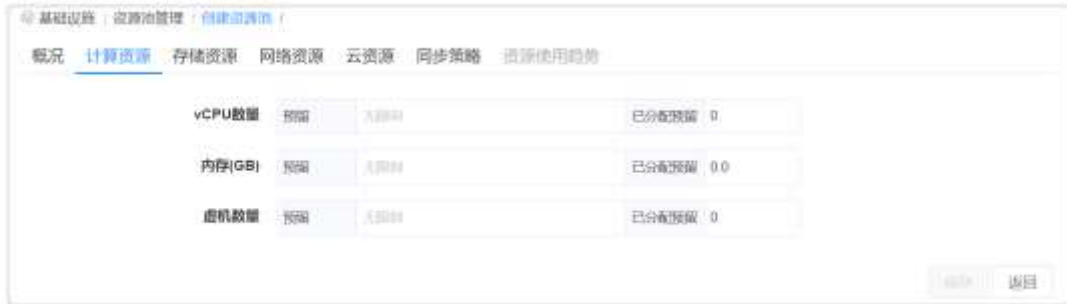 基础设施 / 资源池管理 / 创建资源池 /
概况 计算资源 存储资源 网络资源 云资源 同步策略 资源使用趋势
vCPU数量 预留 无限制 已分配预留 0
内存(GB) 预留 无限制 已分配预留 0.0
虚机数量 预留 无限制 已分配预留 0
返回